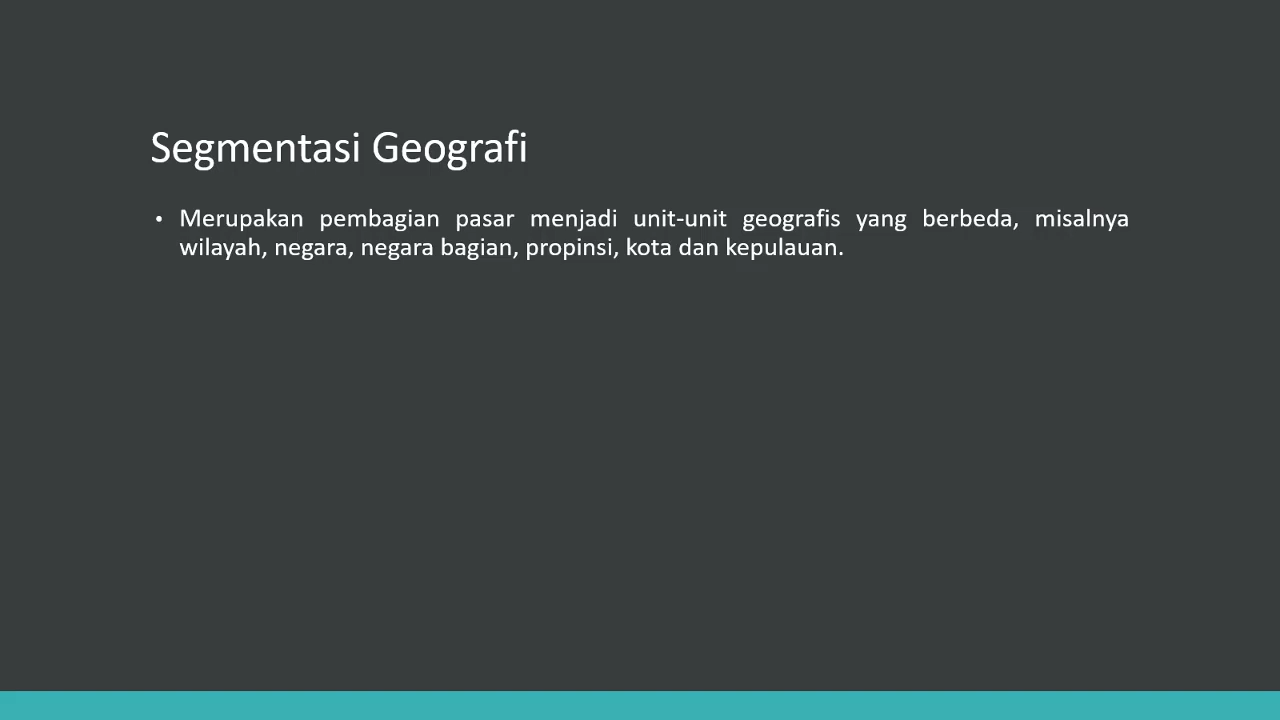 Segmentasi Geografi
• Merupakan pembagian pasar menjadi unit-unit geografis yang berbeda, misalnya
wilayah, negara, negara bagian, propinsi, kota dan kepulauan.